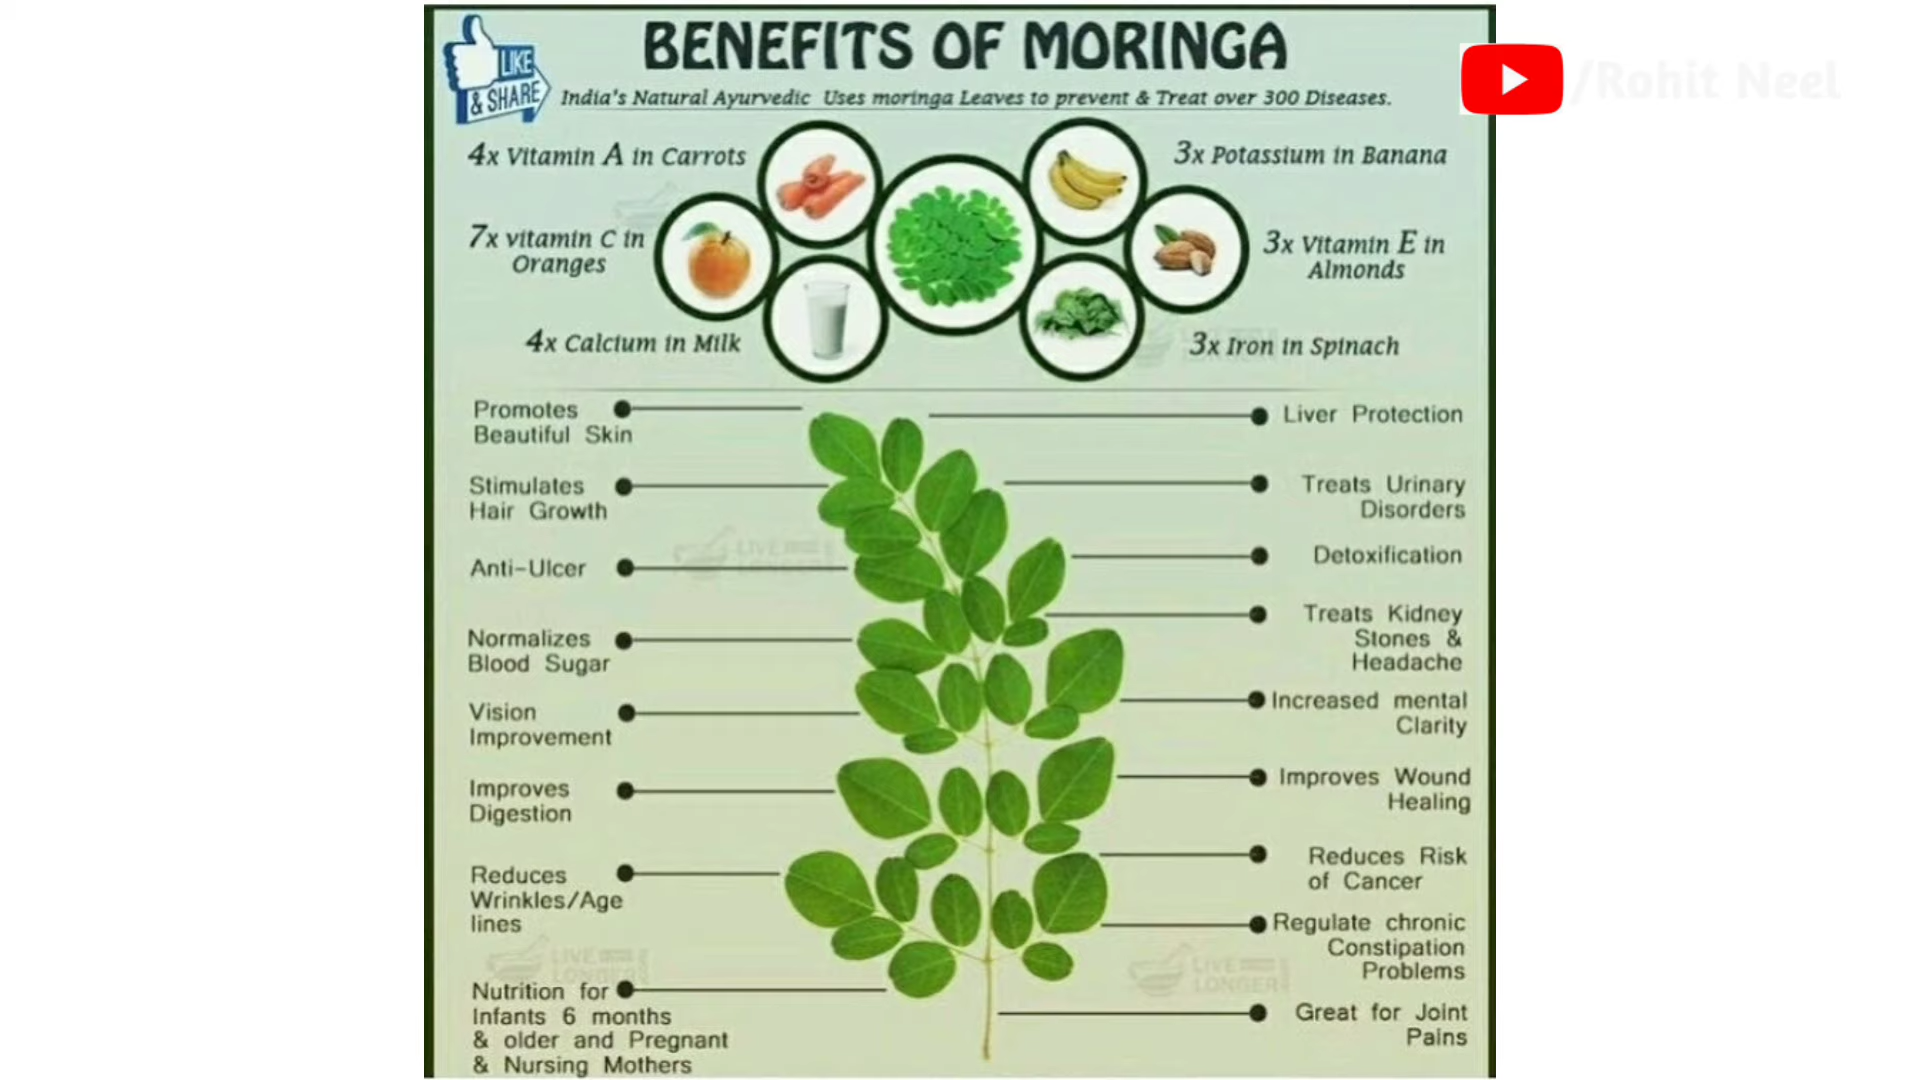 BENEFITS OF MORINGA
LIKE
& SHARE
India's Natural Ayurvedic Uses moringa Leaves to prevent & Treat over 300 Diseases.
/Rohit Neel
4x Vitamin A in Carrots
3x Potassium in Banana
7x vitamin C in
Oranges
3x Vitamin E in
Almonds
4x Calcium in Milk
3x Iron in Spinach
Promotes
Beautiful Skin
Stimulates
Hair Growth
Anti-Ulcer
Normalizes
Blood Sugar
Vision
Improvement
Improves
Digestion
Reduces
Wrinkles/Age
lines
Nutrition for
Infants 6 months
& older and Pregnant
& Nursing Mothers
Liver Protection
Treats Urinary
Disorders
Detoxification
Treats Kidney
Stones &
Headache
Increased mental
Clarity
Improves Wound
Healing
Reduces Risk
of Cancer
Regulate chronic
Constipation
Problems
Great for Joint
Pains
LIVE
LONGER
LIVE
LONGER